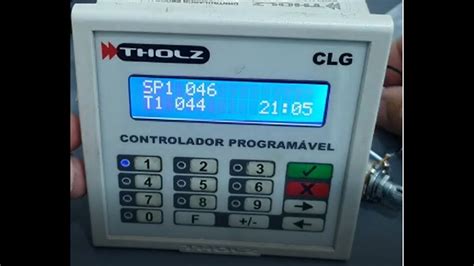 THOLZ
CLG
SP1 046
T1 044 21:05
CONTROLADOR PROGRAMÁVEL
1 2 3
4 5 6
7 8 9
0 F +/-
THOLZ